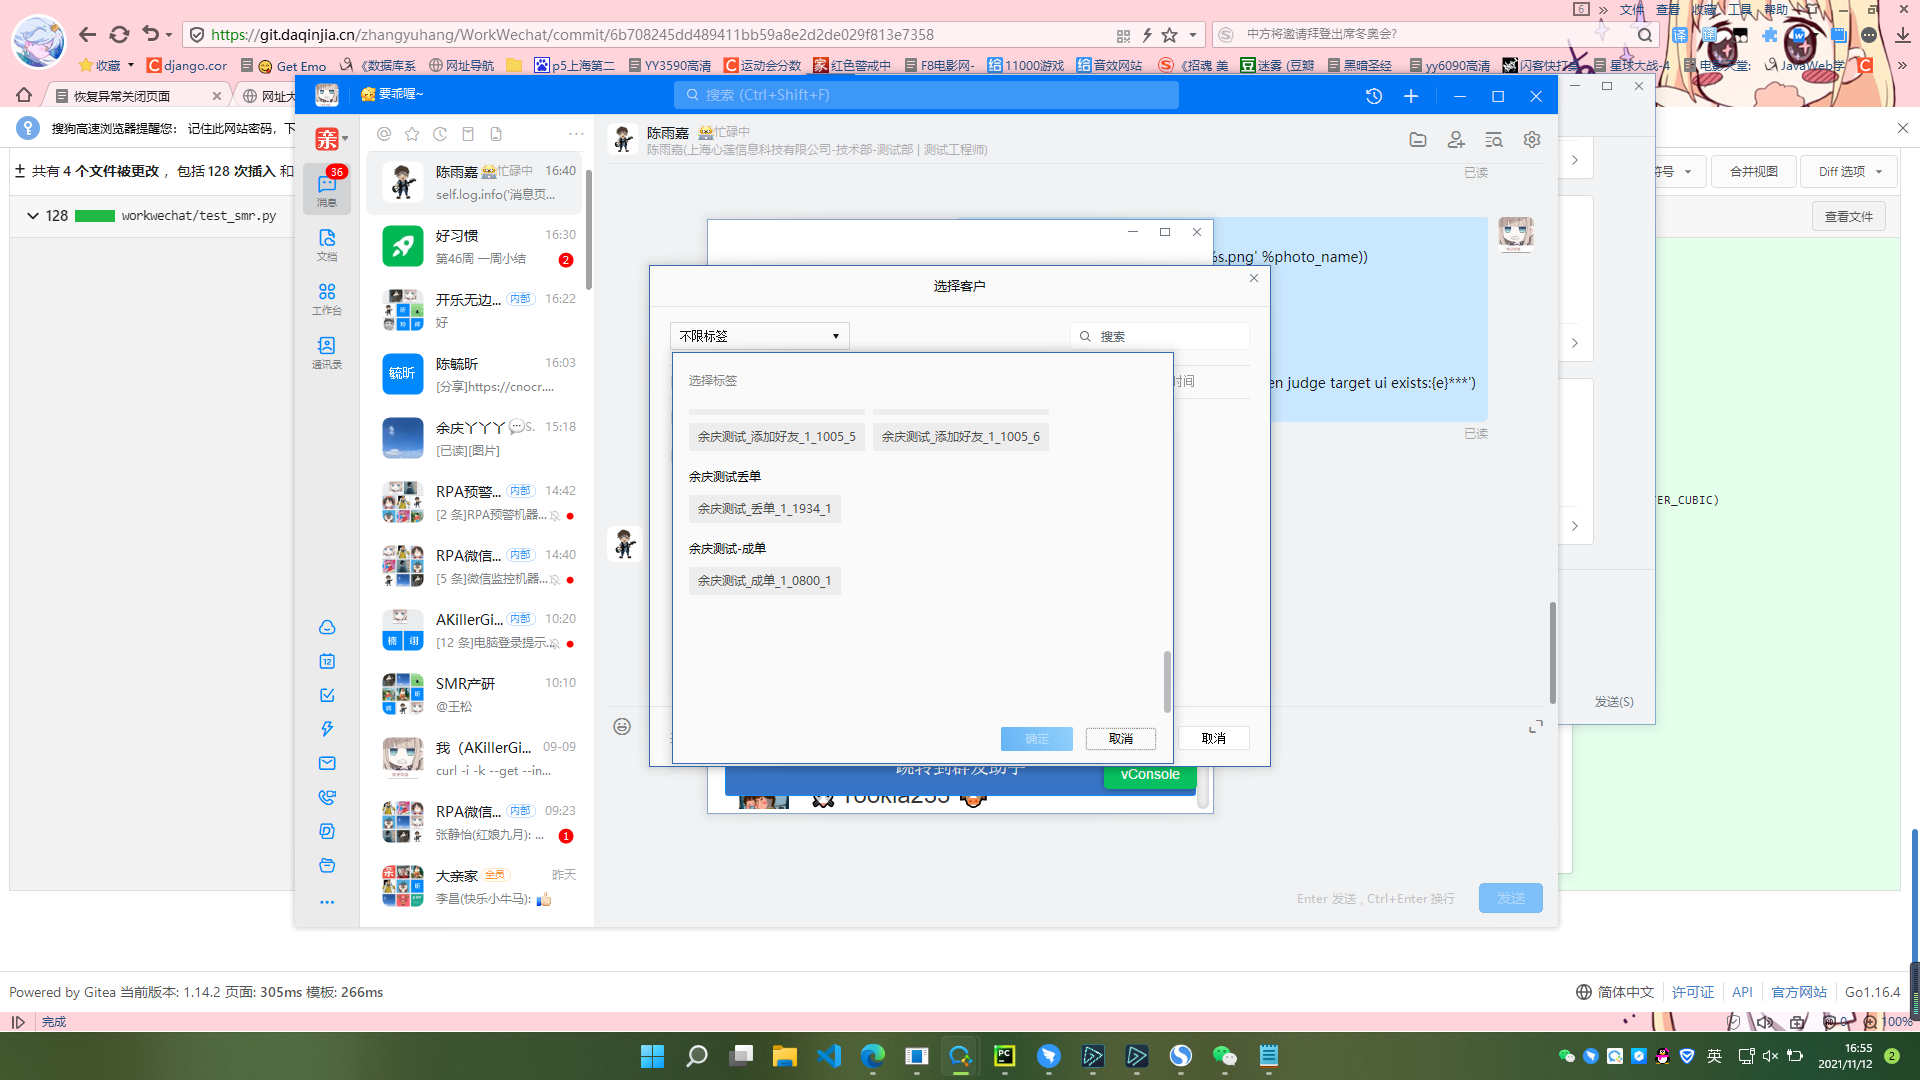 6 » 文件 查看 收藏 工具 帮助
https://git.daqinjia.cn/zhangyuhang/WorkWechat/commit/6b708245dd489411bb59a8e2d2de029f813e7358
中方将邀请拜登出席冬奥会?
收藏 django.cor Get Emo 《数据库系 网址导航 p5上海第二 YY3590高清 运动会分数 红色警戒中 F8电影网- 11000游戏 音效网站 《招魂 美 迷雾 (豆瓣 黑暗圣经 yy6090高清 闪客快打 星球大战-4 电影天堂: JavaWeb学 »
恢复异常关闭页面
网址大
搜狗高速浏览器提醒您： 记住此网站密码，下
共有 4 个文件被更改 ，包括 128 次插入 和
128 workwechat/test_smr.py
符号 合并视图 Diff 选项
查看文件
要乖喔~
搜索 (Ctrl+Shift+F)
亲
36
消息
文档
工作台
通讯录
12
陈雨嘉 忙碌中 16:40
self.log.info('消息页...
好习惯 16:30
第46周 一周小结 2
开乐无边... 内部 16:22
好
毓昕
陈毓昕 16:03
[分享]https://cnocr....
余庆丫丫丫 S. 15:18
[已读][图片]
RPA预警... 内部 14:42
[2 条]RPA预警机器...
RPA微信... 内部 14:40
[5 条]微信监控机器...
AKillerGi... 内部 10:20
[12 条]电脑登录提示...
SMR产研 10:10
@王松
我（AKillerGi... 09-09
curl -i -k --get --in...
RPA微信... 内部 09:23
张静怡(红娘九月): ... 1
大亲家 全员 昨天
李昌(快乐小牛马):
陈雨嘉 忙碌中
陈雨嘉(上海心莲信息科技有限公司-技术部-测试部 | 测试工程师)
已读
%s.png' %photo_name))
en judge target ui exists:{e}***')
已读
选择客户
不限标签
搜索
时间
选择标签
余庆测试_添加好友_1_1005_5 余庆测试_添加好友_1_1005_6
余庆测试丢单
余庆测试_丢单_1_1934_1
余庆测试-成单
余庆测试_成单_1_0800_1
确定 取消
取消
跳转到群发助手
vConsole
rookia233
ER_CUBIC)
发送(S)
Enter 发送 , Ctrl+Enter 换行 发送
Powered by Gitea 当前版本: 1.14.2 页面: 305ms 模板: 266ms
简体中文 许可证 API 官方网站 Go1.16.4
完成
0 100%
英
16:55
2021/11/12
2